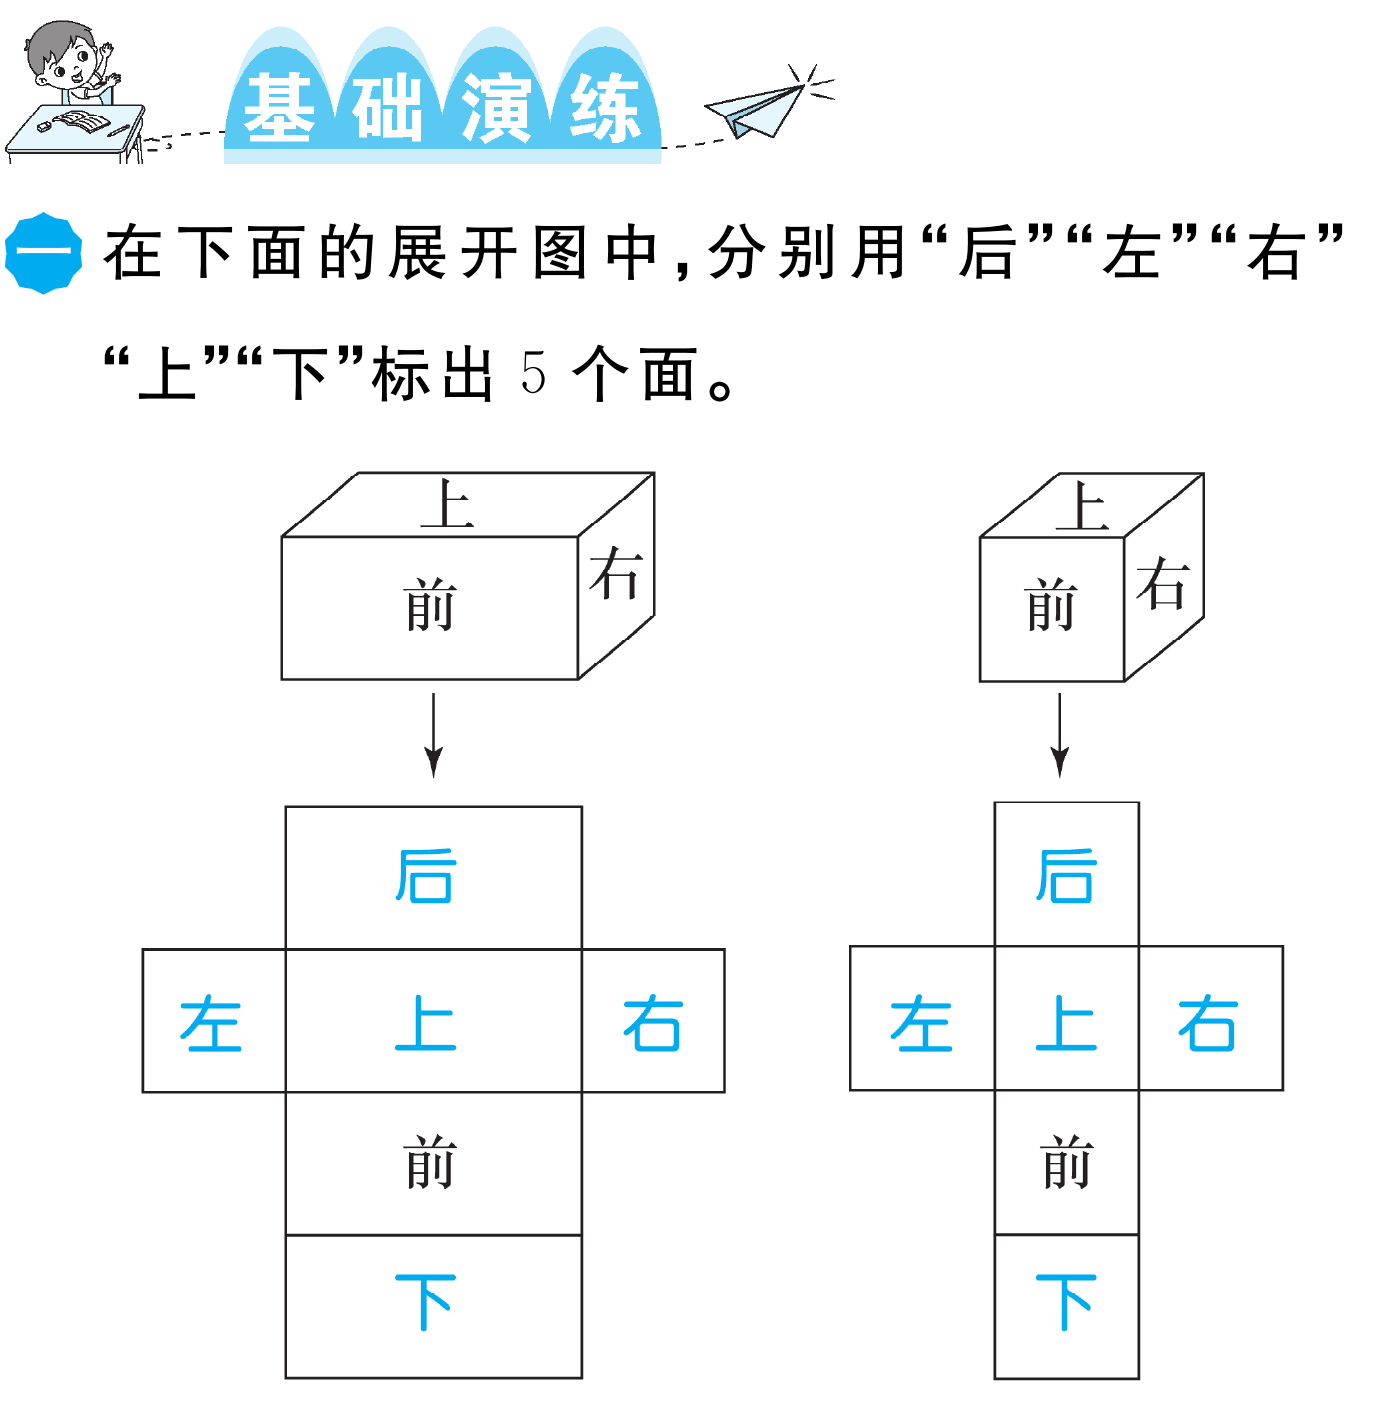 基础演练
一 在下面的展开图中，分别用“后”“左”“右”
“上”“下”标出 5 个面。
上
前
右
上
前
右
后
左 上 右
前
下
后
左 上 右
前
下